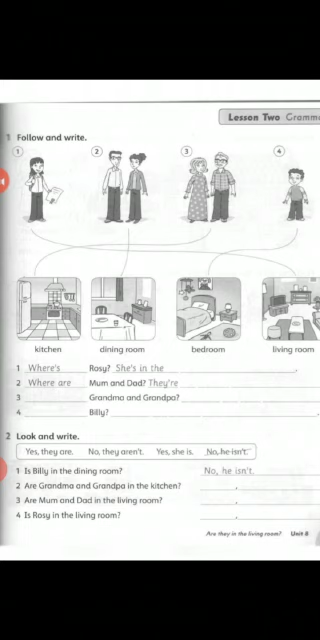 Lesson Two Gramm
1 Follow and write.
1 2 3 4
kitchen dining room bedroom living room
1 Where's Rosy? She's in the .
2 Where are Mum and Dad? They're
3 Grandma and Grandpa?
4 Billy? .
2 Look and write.
Yes, they are. No, they aren't. Yes, she is. No, he isn't.
1 Is Billy in the dining room? No, he isn't.
2 Are Grandma and Grandpa in the kitchen? , .
3 Are Mum and Dad in the living room? , .
4 Is Rosy in the living room? , .
Are they in the living room? Unit 8